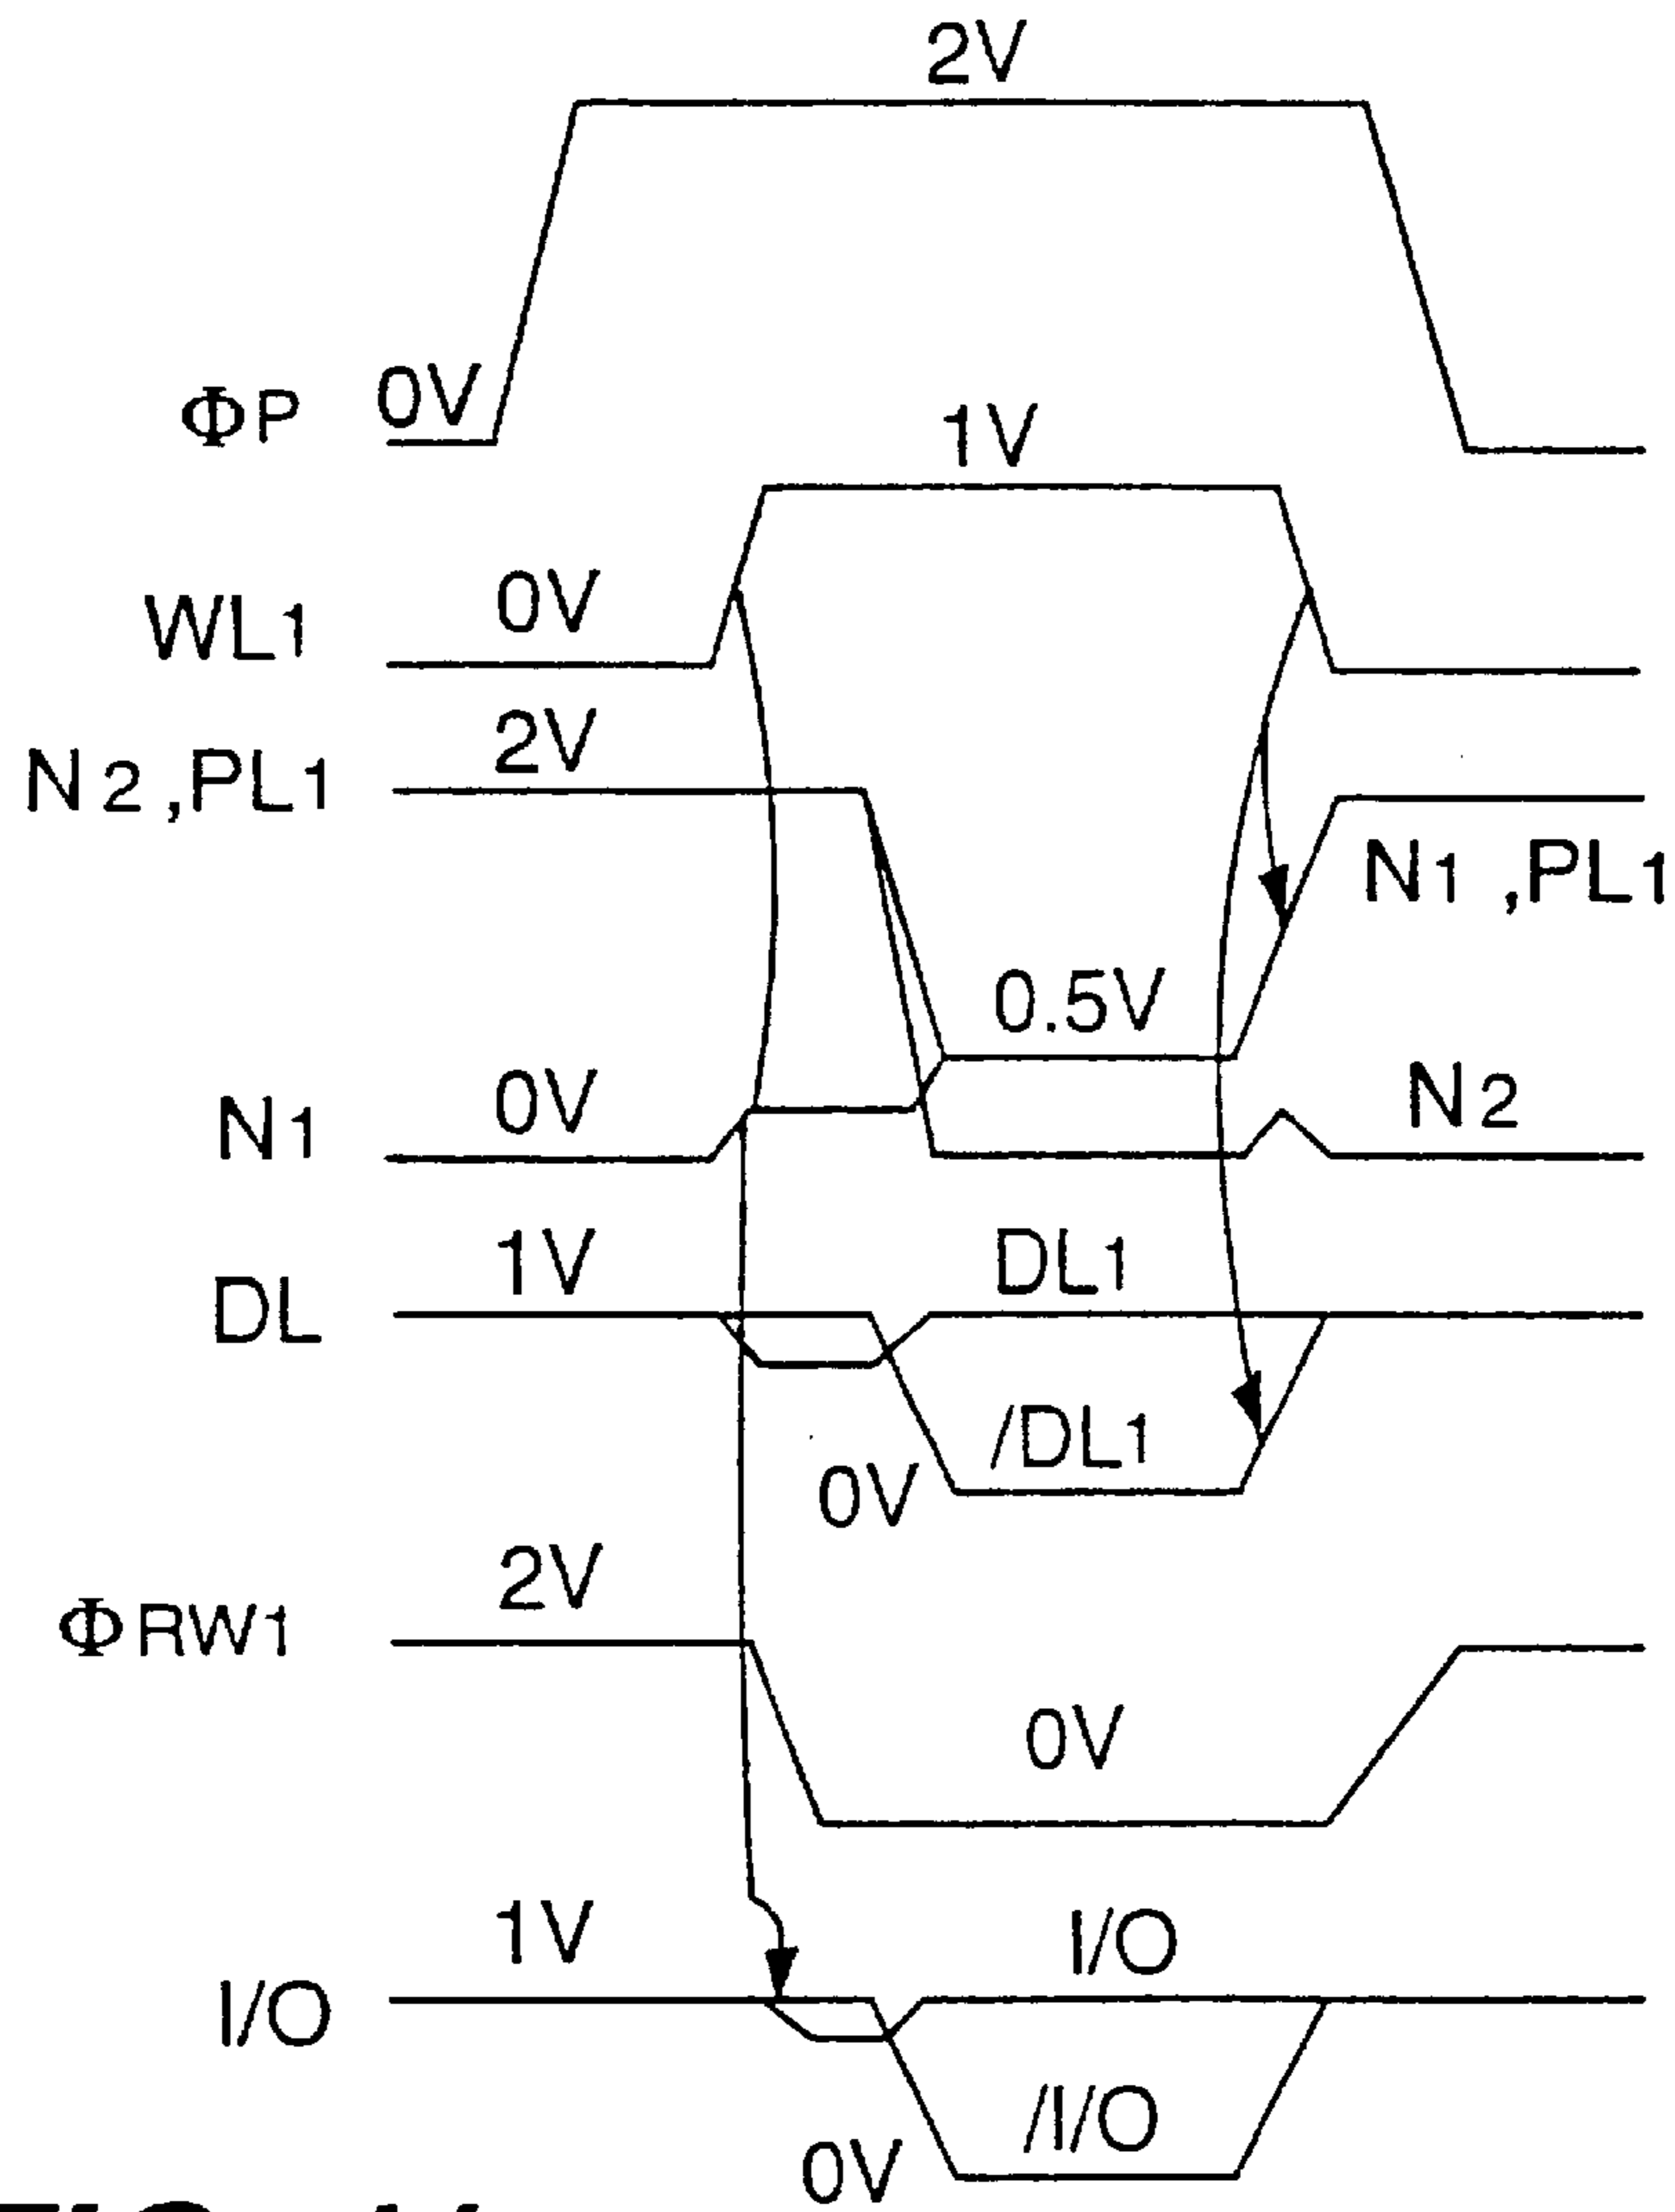 2V
ΦP 0V
1V
WL1 0V
N2,PL1 2V
N1,PL1
0.5V
N1 0V
N2
DL 1V DL1
/DL1
0V
ΦRW1 2V
0V
I/O 1V I/O
/I/O
0V